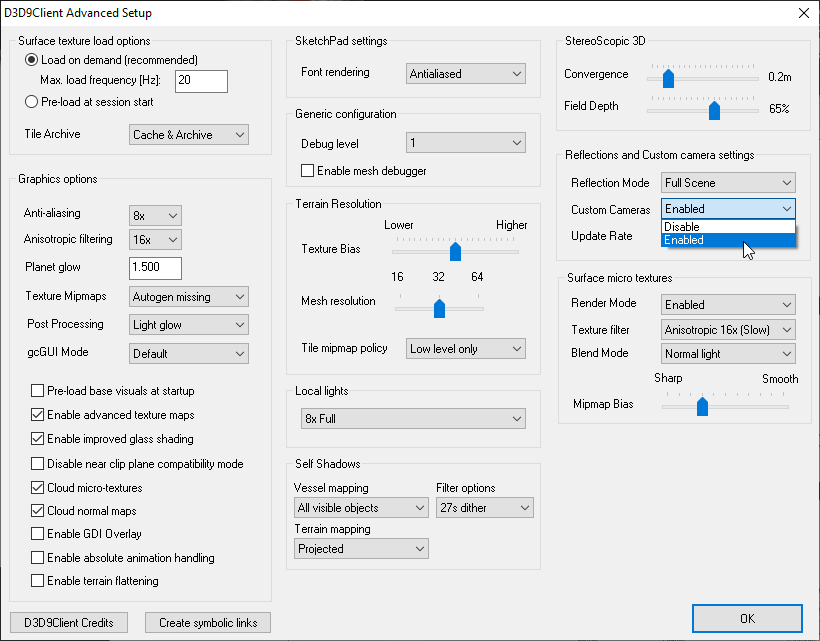 D3D9Client Advanced Setup
Surface texture load options
Load on demand (recommended)
Max. load frequency [Hz]: 20
Pre-load at session start
Tile Archive Cache & Archive
Graphics options
Anti-aliasing 8x
Anisotropic filtering 16x
Planet glow 1.500
Texture Mipmaps Autogen missing
Post Processing Light glow
gcGUI Mode Default
Pre-load base visuals at startup
Enable advanced texture maps
Enable improved glass shading
Disable near clip plane compatibility mode
Cloud micro-textures
Cloud normal maps
Enable GDI Overlay
Enable absolute animation handling
Enable terrain flattening
D3D9Client Credits
Create symbolic links
SketchPad settings
Font rendering Antialiased
Generic configuration
Debug level 1
Enable mesh debugger
Terrain Resolution
Lower Higher
Texture Bias
16 32 64
Mesh resolution
Tile mipmap policy Low level only
Local lights
8x Full
Self Shadows
Vessel mapping Filter options
All visible objects 27s dither
Terrain mapping
Projected
StereoScopic 3D
Convergence 0.2m
Field Depth 65%
Reflections and Custom camera settings
Reflection Mode Full Scene
Custom Cameras Enabled
Disable
Update Rate Enabled
Surface micro textures
Render Mode Enabled
Texture filter Anisotropic 16x (Slow)
Blend Mode Normal light
Sharp Smooth
Mipmap Bias
OK